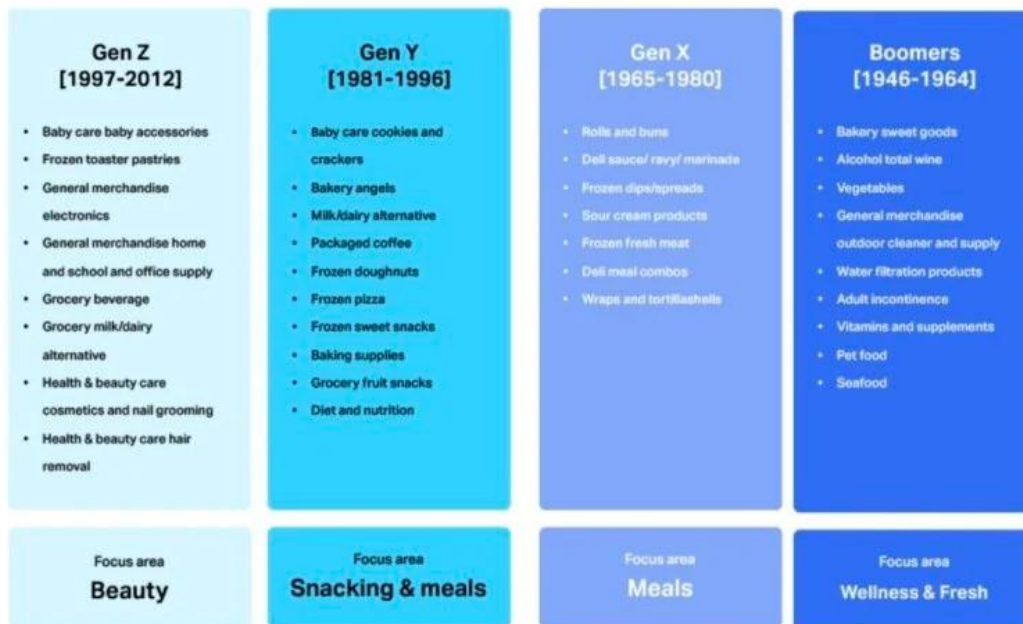 Gen Z
[1997-2012]
• Baby care baby accessories
• Frozen toaster pastries
• General merchandise
electronics
• General merchandise home
and school and office supply
• Grocery beverage
• Grocery milk/dairy
alternative
• Health & beauty care
cosmetics and nail grooming
• Health & beauty care hair
removal
Focus area
Beauty
Gen Y
[1981-1996]
• Baby care cookies and
crackers
• Bakery angels
• Milk/dairy alternative
• Packaged coffee
• Frozen doughnuts
• Frozen pizza
• Frozen sweet snacks
• Baking supplies
• Grocery fruit snacks
• Diet and nutrition
Focus area
Snacking & meals
Gen X
[1965-1980]
• Rolls and buns
• Deli sauce/ ravy/ marinade
• Frozen dips/spreads
• Sour cream products
• Frozen fresh meat
• Deli meal combos
• Wraps and tortillashells
Focus area
Meals
Boomers
[1946-1964]
• Bakery sweet goods
• Alcohol total wine
• Vegetables
• General merchandise
outdoor cleaner and supply
• Water filtration products
• Adult incontinence
• Vitamins and supplements
• Pet food
• Seafood
Focus area
Wellness & Fresh